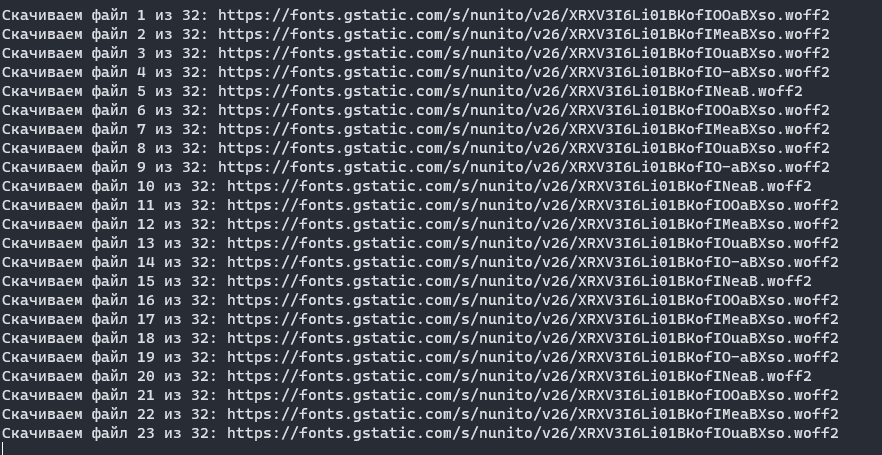 Скачиваем файл 1 из 32: https://fonts.gstatic.com/s/nunito/v26/XRXV3I6Li01BKofIOOaBXso.woff2
Скачиваем файл 2 из 32: https://fonts.gstatic.com/s/nunito/v26/XRXV3I6Li01BKofIMeaBXso.woff2
Скачиваем файл 3 из 32: https://fonts.gstatic.com/s/nunito/v26/XRXV3I6Li01BKofIOuaBXso.woff2
Скачиваем файл 4 из 32: https://fonts.gstatic.com/s/nunito/v26/XRXV3I6Li01BKofIO-aBXso.woff2
Скачиваем файл 5 из 32: https://fonts.gstatic.com/s/nunito/v26/XRXV3I6Li01BKofINeaB.woff2
Скачиваем файл 6 из 32: https://fonts.gstatic.com/s/nunito/v26/XRXV3I6Li01BKofIOOaBXso.woff2
Скачиваем файл 7 из 32: https://fonts.gstatic.com/s/nunito/v26/XRXV3I6Li01BKofIMeaBXso.woff2
Скачиваем файл 8 из 32: https://fonts.gstatic.com/s/nunito/v26/XRXV3I6Li01BKofIOuaBXso.woff2
Скачиваем файл 9 из 32: https://fonts.gstatic.com/s/nunito/v26/XRXV3I6Li01BKofIO-aBXso.woff2
Скачиваем файл 10 из 32: https://fonts.gstatic.com/s/nunito/v26/XRXV3I6Li01BKofINeaB.woff2
Скачиваем файл 11 из 32: https://fonts.gstatic.com/s/nunito/v26/XRXV3I6Li01BKofIOOaBXso.woff2
Скачиваем файл 12 из 32: https://fonts.gstatic.com/s/nunito/v26/XRXV3I6Li01BKofIMeaBXso.woff2
Скачиваем файл 13 из 32: https://fonts.gstatic.com/s/nunito/v26/XRXV3I6Li01BKofIOuaBXso.woff2
Скачиваем файл 14 из 32: https://fonts.gstatic.com/s/nunito/v26/XRXV3I6Li01BKofIO-aBXso.woff2
Скачиваем файл 15 из 32: https://fonts.gstatic.com/s/nunito/v26/XRXV3I6Li01BKofINeaB.woff2
Скачиваем файл 16 из 32: https://fonts.gstatic.com/s/nunito/v26/XRXV3I6Li01BKofIOOaBXso.woff2
Скачиваем файл 17 из 32: https://fonts.gstatic.com/s/nunito/v26/XRXV3I6Li01BKofIMeaBXso.woff2
Скачиваем файл 18 из 32: https://fonts.gstatic.com/s/nunito/v26/XRXV3I6Li01BKofIOuaBXso.woff2
Скачиваем файл 19 из 32: https://fonts.gstatic.com/s/nunito/v26/XRXV3I6Li01BKofIO-aBXso.woff2
Скачиваем файл 20 из 32: https://fonts.gstatic.com/s/nunito/v26/XRXV3I6Li01BKofINeaB.woff2
Скачиваем файл 21 из 32: https://fonts.gstatic.com/s/nunito/v26/XRXV3I6Li01BKofIOOaBXso.woff2
Скачиваем файл 22 из 32: https://fonts.gstatic.com/s/nunito/v26/XRXV3I6Li01BKofIMeaBXso.woff2
Скачиваем файл 23 из 32: https://fonts.gstatic.com/s/nunito/v26/XRXV3I6Li01BKofIOuaBXso.woff2